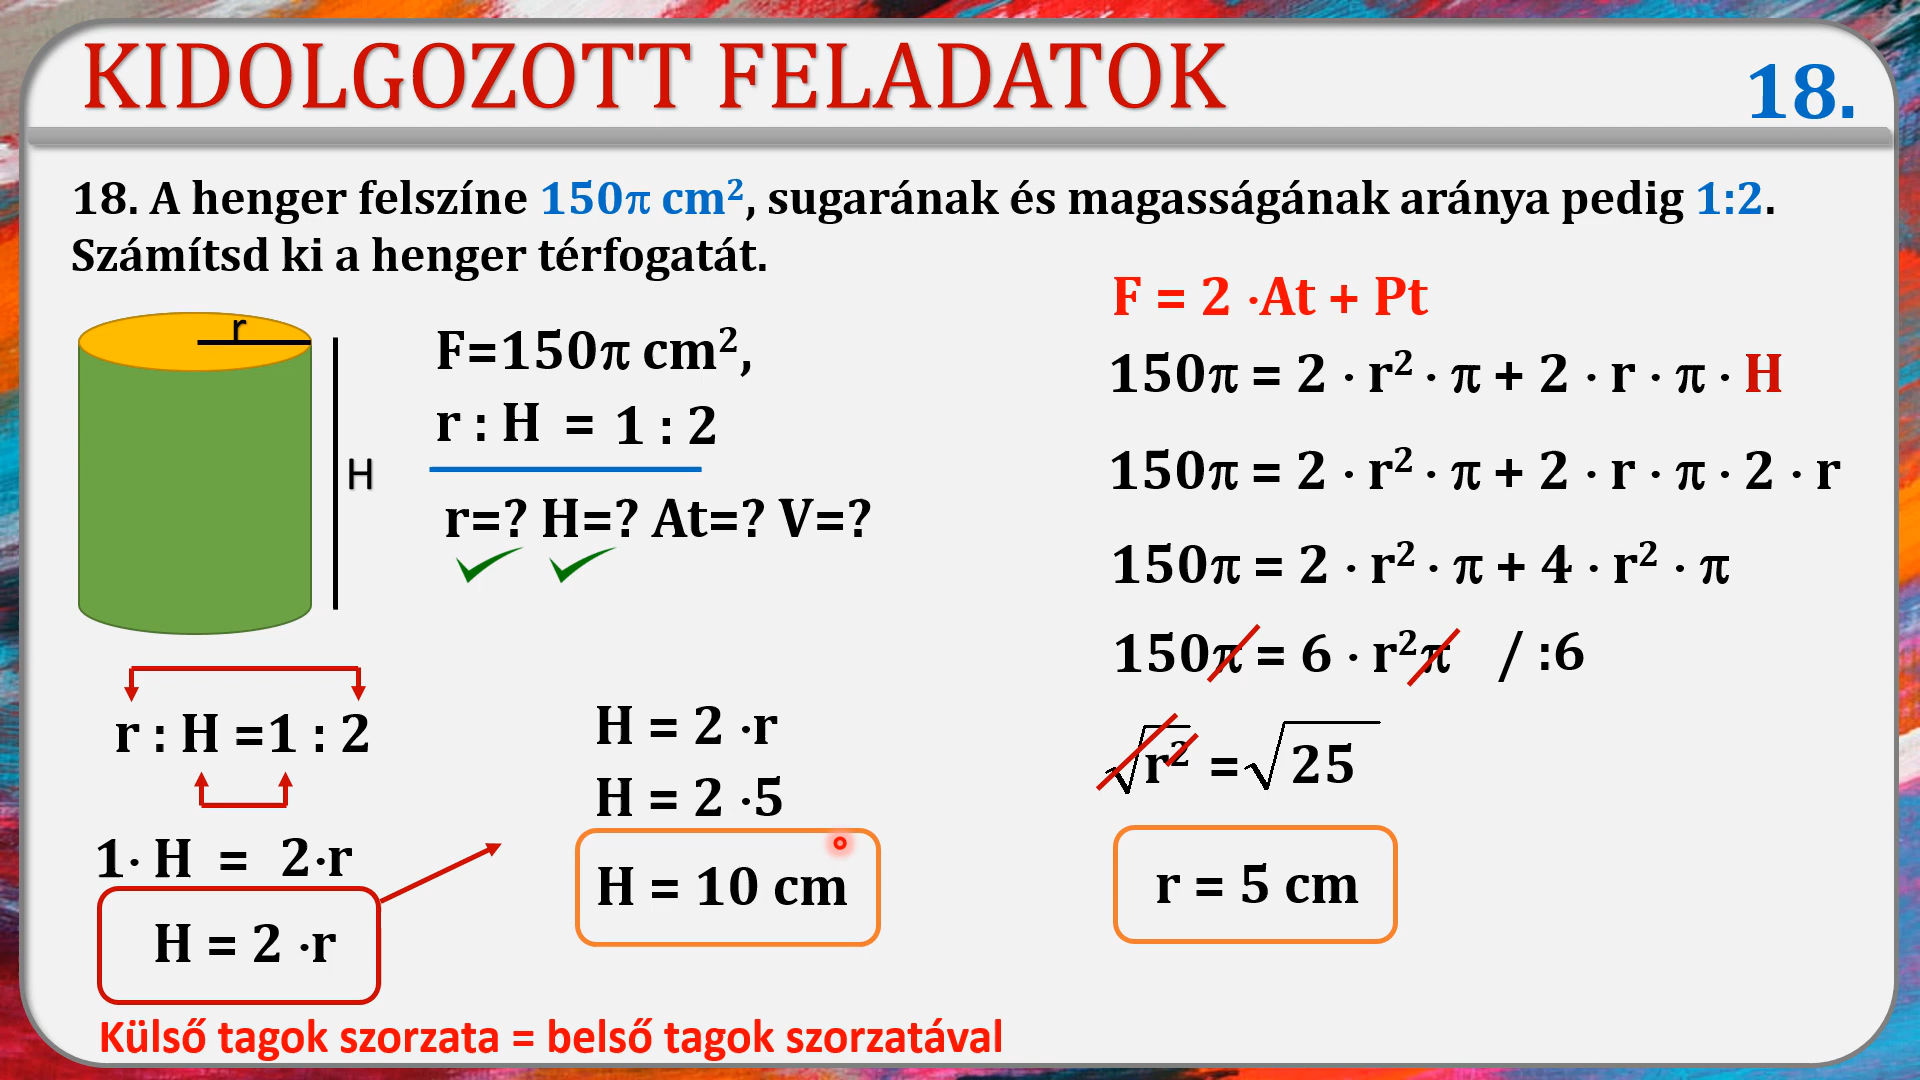 KIDOLGOZOTT FELADATOK
18.
18. A henger felszíne 150π cm², sugarának és magasságának aránya pedig 1:2.
Számítsd ki a henger térfogatát.
r
H
F=150π cm²,
r : H = 1 : 2
r=? H=? At=? V=?
r : H =1 : 2
1· H = 2·r
H = 2 ·r
H = 2 ·r
H = 2 ·5
H = 10 cm
F = 2 ·At + Pt
150π = 2 · r² · π + 2 · r · π · H
150π = 2 · r² · π + 2 · r · π · 2 · r
150π = 2 · r² · π + 4 · r² · π
150π = 6 · r²π / :6
√r² = √25
r = 5 cm
Külső tagok szorzata = belső tagok szorzatával